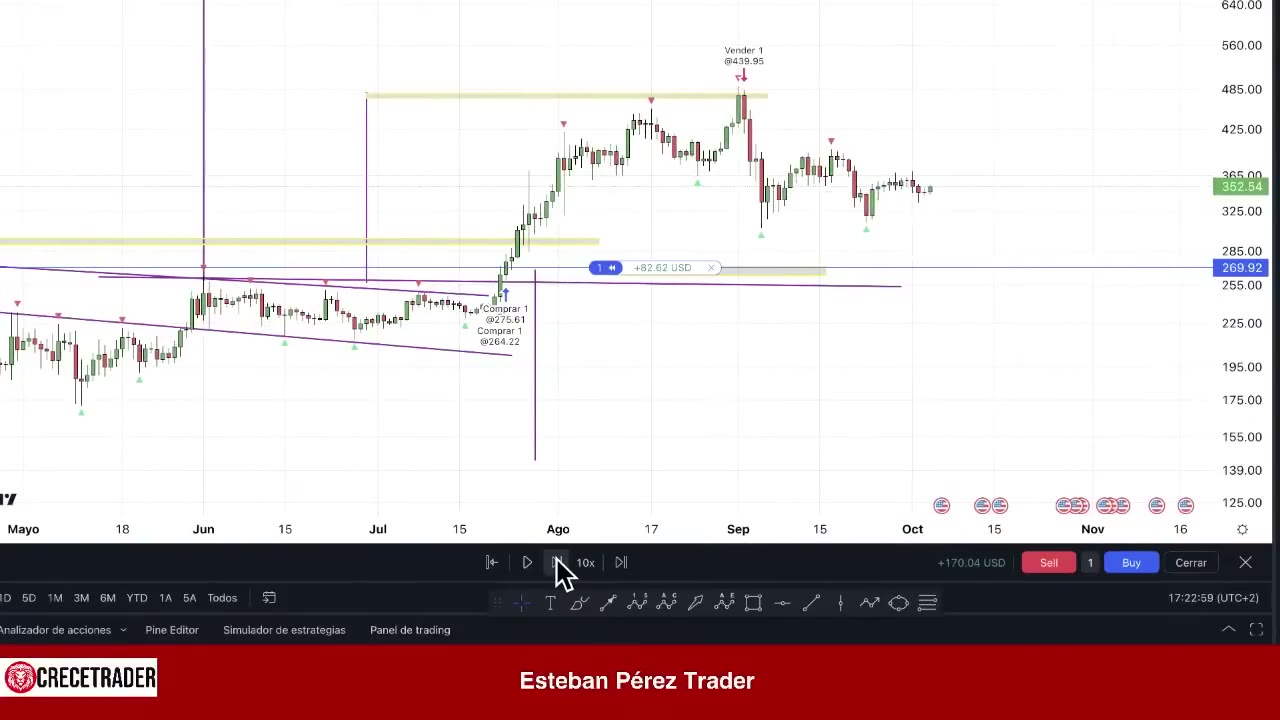 640.00
Vender 1
@439.95
560.00
485.00
425.00
365.00
352.54
325.00
285.00
1
+82.62 USD
269.92
255.00
Comprar 1
@275.61
225.00
Comprar 1
@264.22
195.00
175.00
155.00
139.00
125.00
Mayo 18 Jun 15 Jul 15 Ago 17 Sep 15 Oct 15 Nov 16
10x
+170.04 USD
Sell
1
Buy
Cerrar
1D 5D 1M 3M 6M YTD 1A 5A Todos
17:22:59 (UTC+2)
Analizador de acciones Pine Editor Simulador de estrategias Panel de trading
CRECETRADER
Esteban Pérez Trader